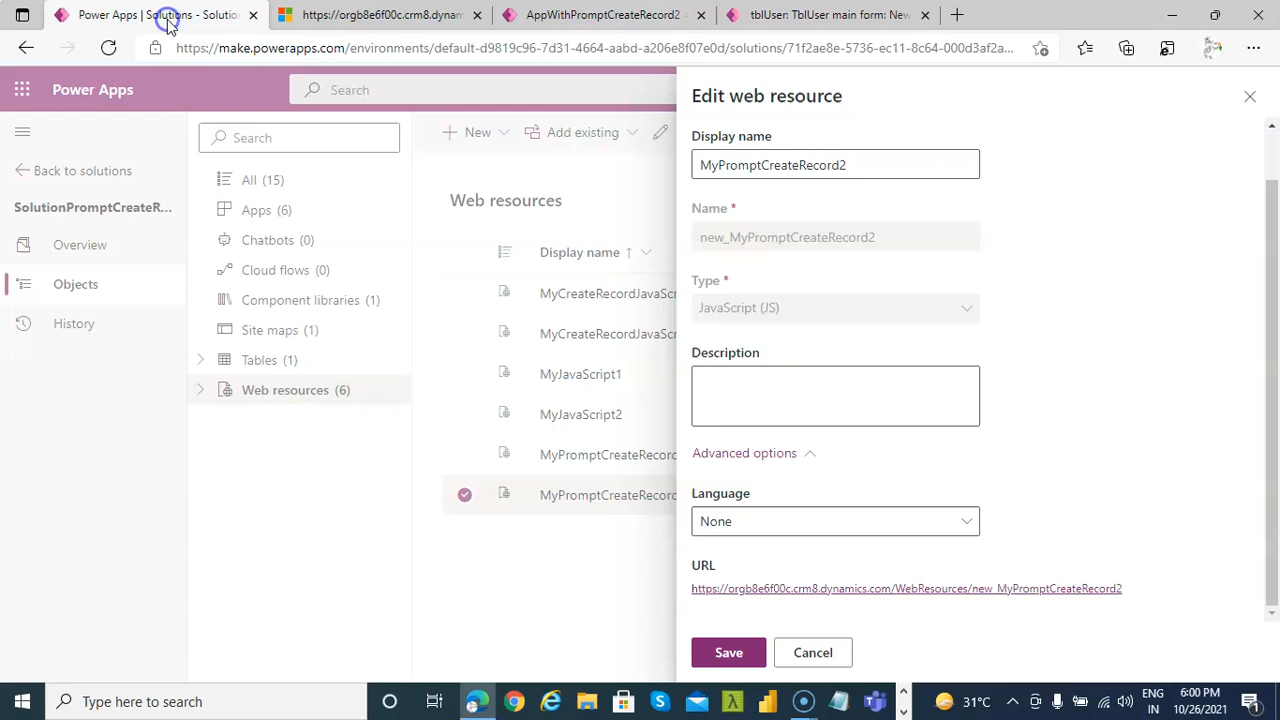 Power Apps | Solutions - Solutio
https://orgb8e6f00c.crm8.dynam
AppWithPromptCreateRecord2
tblUser: TblUser main form: New
https://make.powerapps.com/environments/default-d9819c96-7d31-4664-aabd-a206e8f07e0d/solutions/71f2ae8e-5736-ec11-8c64-000d3af2a...
Power Apps
Search
Edit web resource
Display name
MyPromptCreateRecord2
Name *
new_MyPromptCreateRecord2
Type *
JavaScript (JS)
Description
Advanced options
Language
None
URL
https://orgb8e6f00c.crm8.dynamics.com/WebResources/new_MyPromptCreateRecord2
Save
Cancel
Back to solutions
SolutionPromptCreateR...
Overview
Objects
History
Search
All (15)
Apps (6)
Chatbots (0)
Cloud flows (0)
Component libraries (1)
Site maps (1)
Tables (1)
Web resources (6)
New
Add existing
Web resources
Display name ↑
MyCreateRecordJavaScr
MyCreateRecordJavaScr
MyJavaScript1
MyJavaScript2
MyPromptCreateRecord
MyPromptCreateRecord
Type here to search
31°C
ENG
IN
6:00 PM
10/26/2021
1